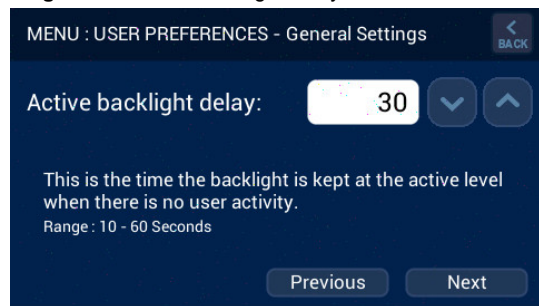 MENU : USER PREFERENCES - General Settings
BACK
Active backlight delay: 30
This is the time the backlight is kept at the active level
when there is no user activity.
Range : 10 - 60 Seconds
Previous Next